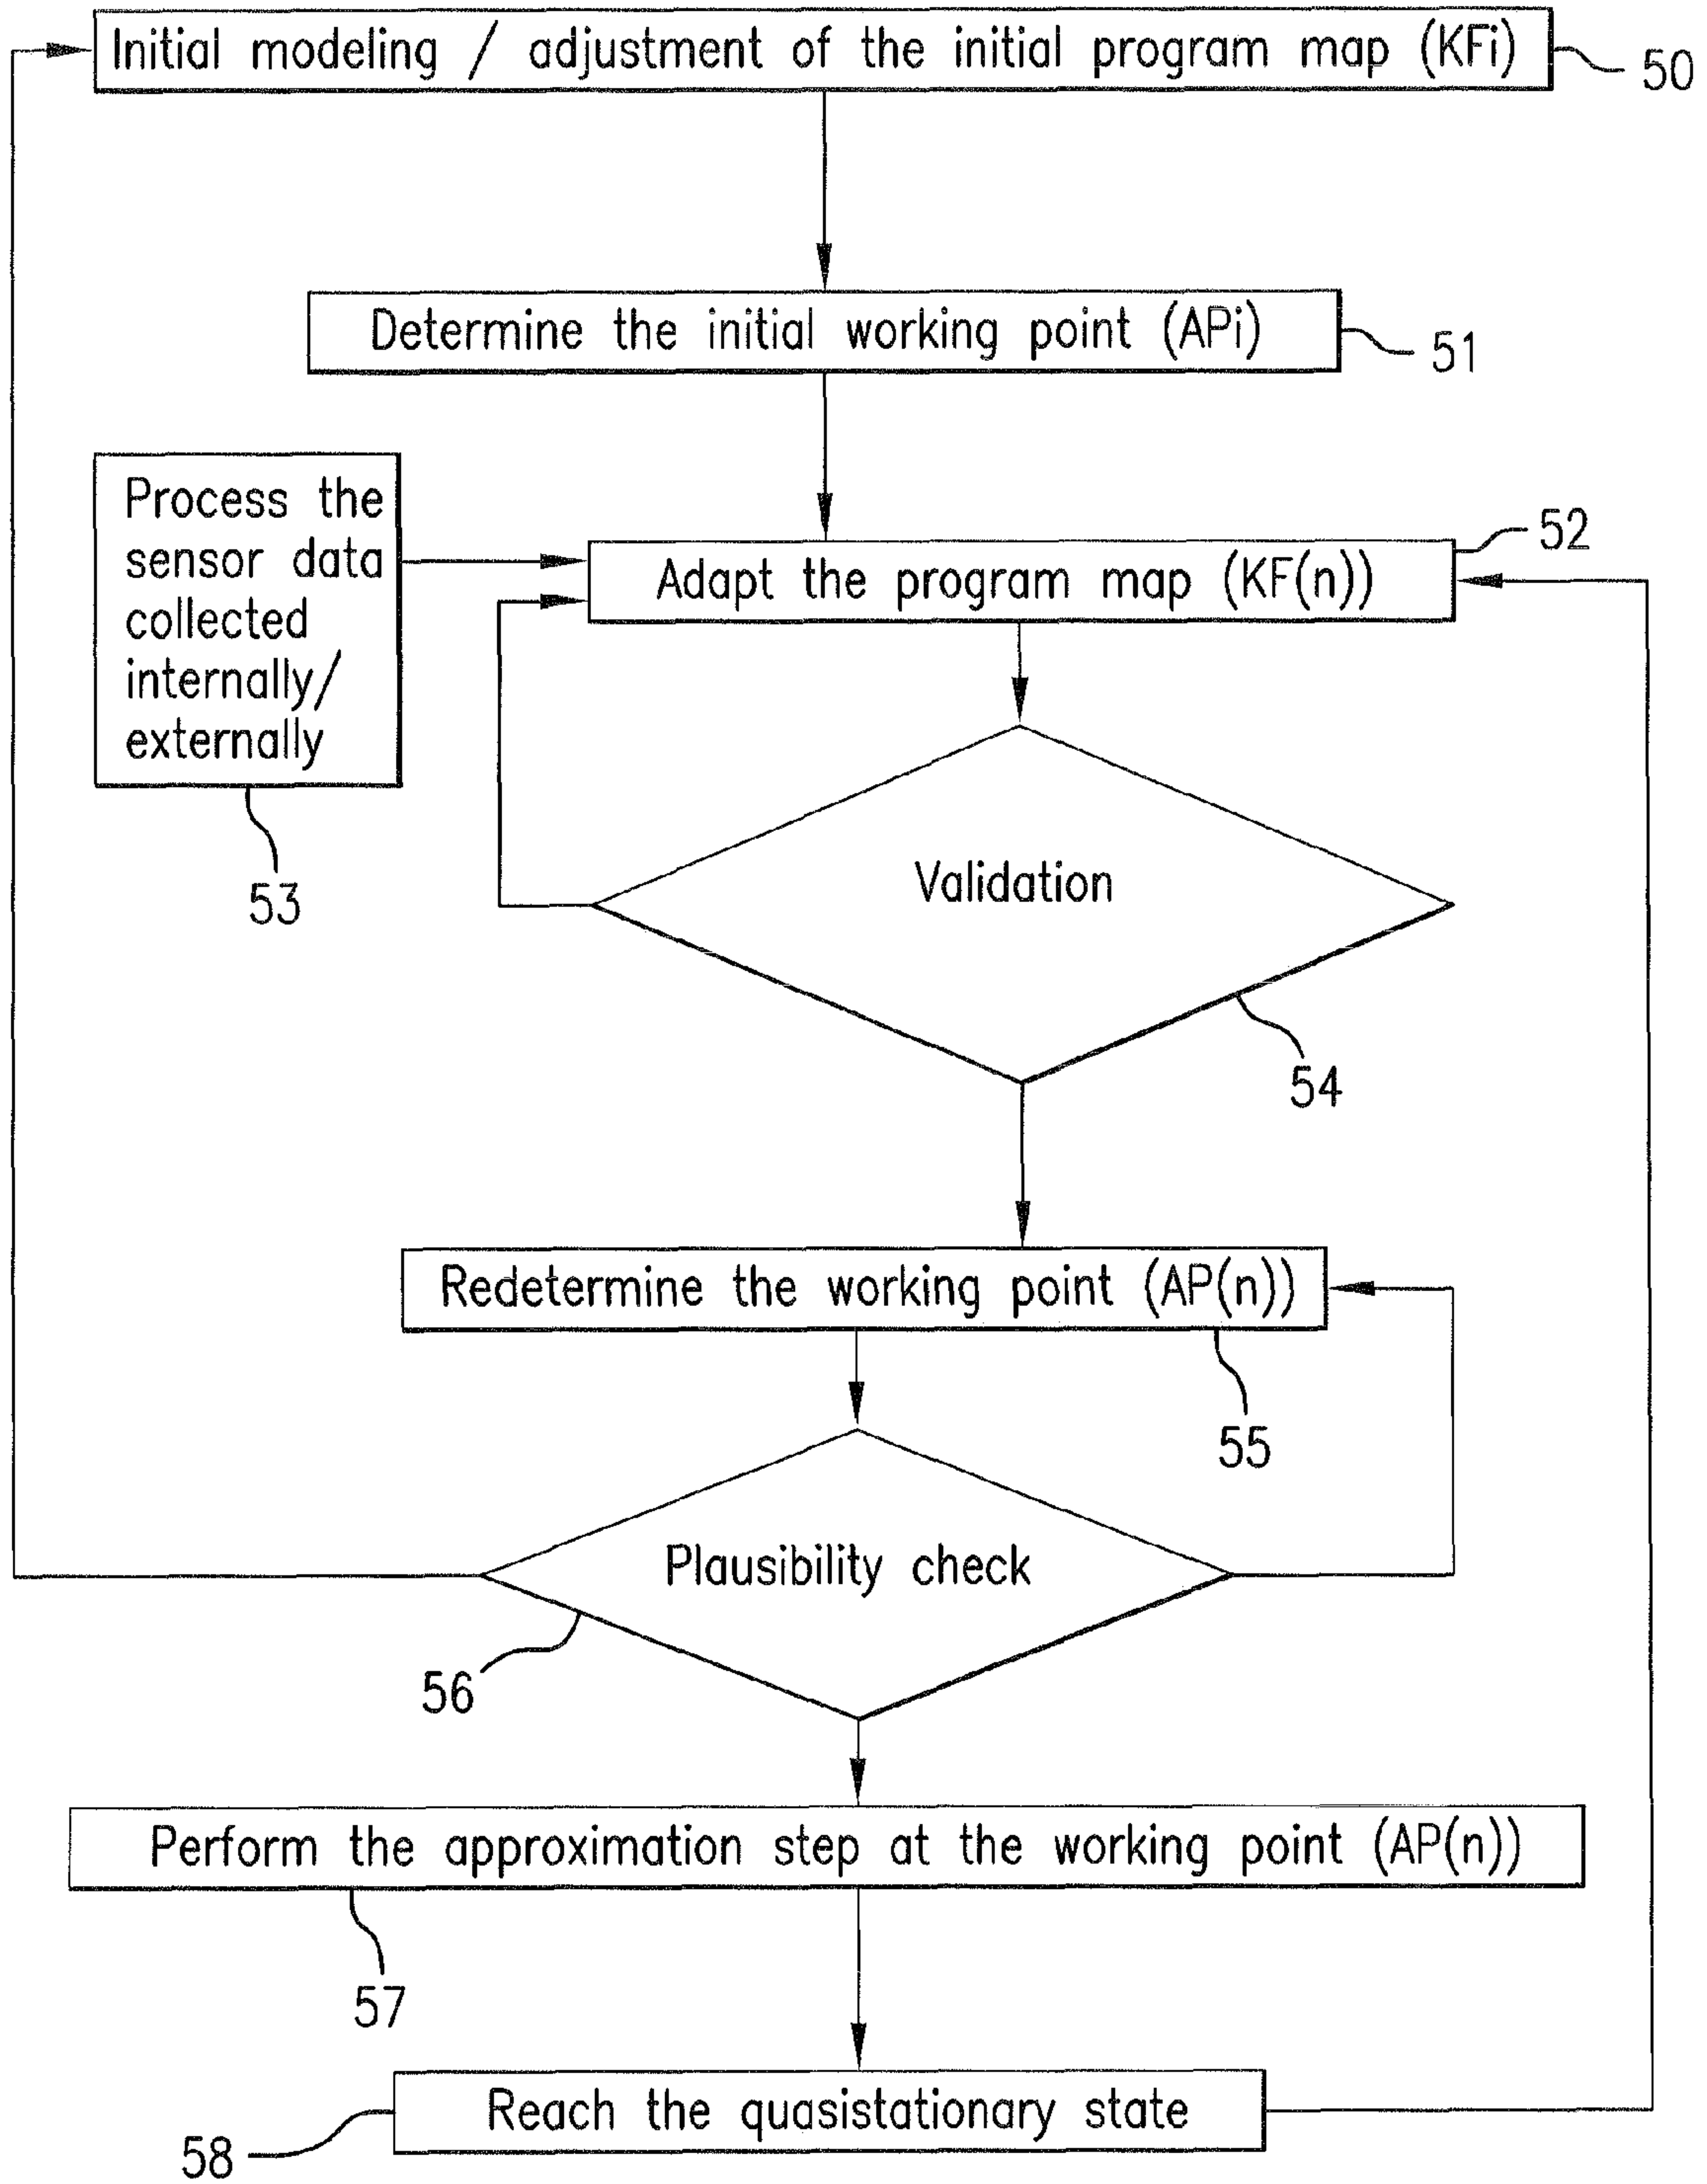 Initial modeling / adjustment of the initial program map (KFi)
50
Determine the initial working point (APi)
51
Process the
sensor data
collected
internally/
externally
53
52
Adapt the program map (KF(n))
Validation
54
Redetermine the working point (AP(n))
55
Plausibility check
56
Perform the approximation step at the working point (AP(n))
57
Reach the quasistationary state
58